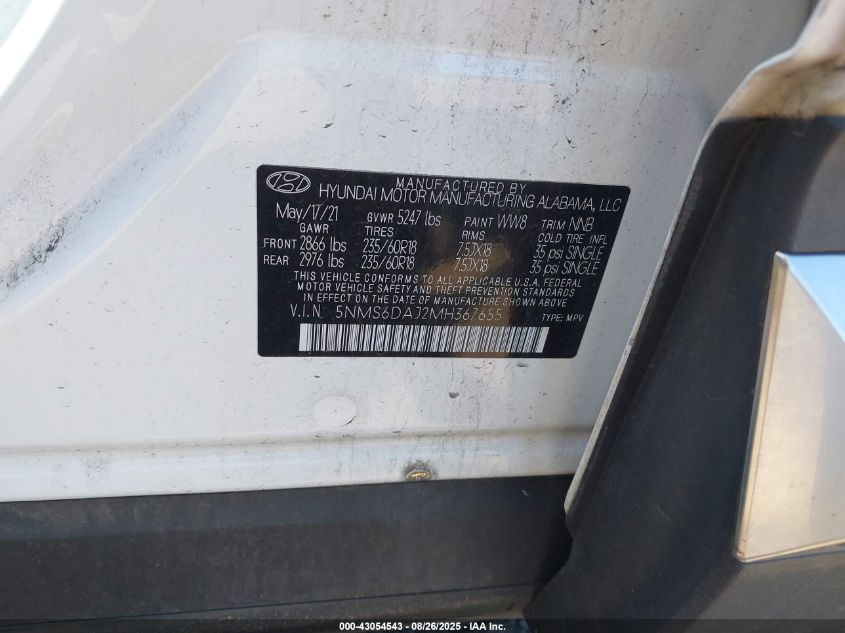 MANUFACTURED BY
HYUNDAI MOTOR MANUFACTURING ALABAMA, LLC
May/17/21 GVWR 5247 lbs PAINT WW8 TRIM NNB
GAWR TIRES RIMS COLD TIRE INFL
FRONT 2866 lbs 235/60R18 7.5JX18 35 psi SINGLE
REAR 2976 lbs 235/60R18 7.5JX18 35 psi SINGLE
THIS VEHICLE CONFORMS TO ALL APPLICABLE U.S.A. FEDERAL
MOTOR VEHICLE SAFETY AND THEFT PREVENTION STANDARDS
IN EFFECT ON THE DATE OF MANUFACTURE SHOWN ABOVE
V.I.N 5NMS6DAJ2MH367655 TYPE: MPV
000-43054543 - 08/26/2025 - IAA Inc.